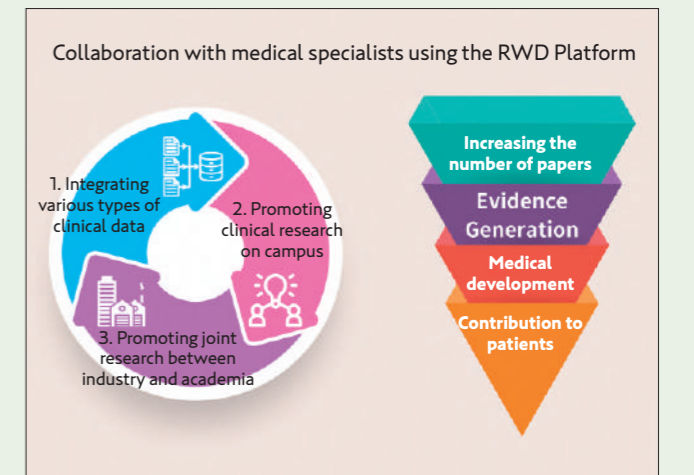 Collaboration with medical specialists using the RWD Platform
1. Integrating
various types of
clinical data
2. Promoting
clinical research
on campus
3. Promoting joint
research between
industry and academia
Increasing the
number of papers
Evidence
Generation
Medical
development
Contribution to
patients